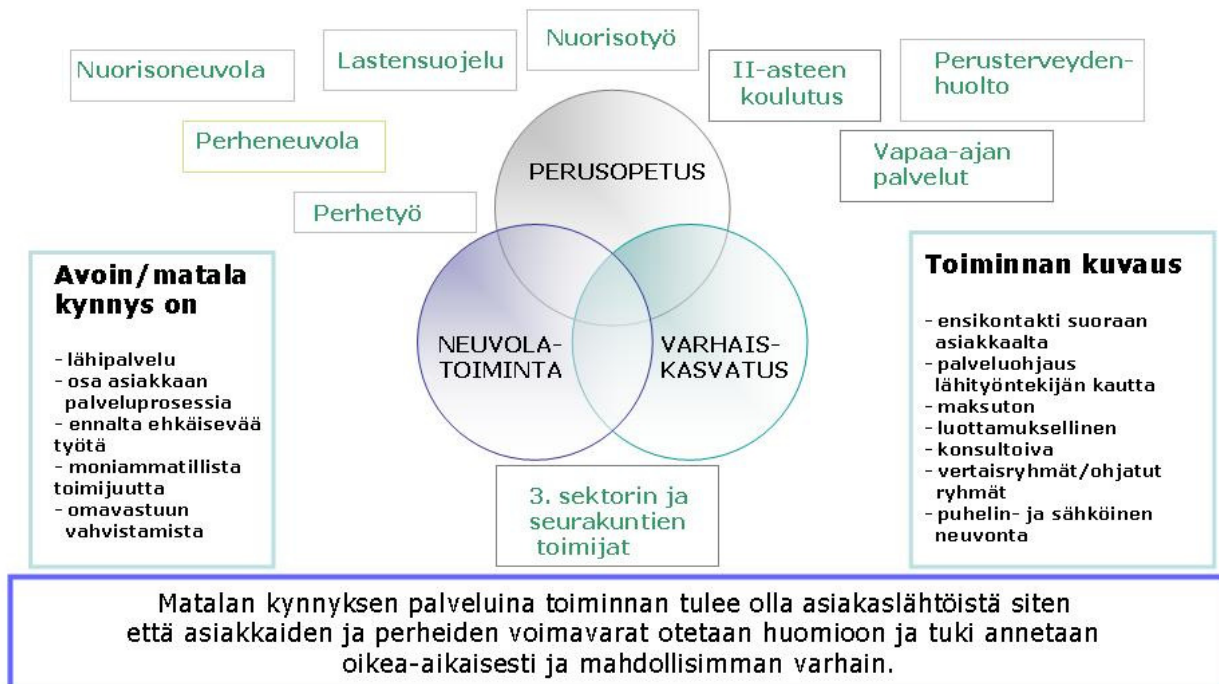 Nuorisoneuvola
Lastensuojelu
Nuorisotyö
II-asteen
koulutus
Perusterveyden-
huolto
Perheneuvola
Vapaa-ajan
palvelut
Perhetyö
PERUSOPETUS
NEUVOLA-
TOIMINTA
VARHAIS-
KASVATUS
3. sektorin ja
seurakuntien
toimijat
Avoin/matala
kynnys on
- lähipalvelu
- osa asiakkaan
palveluprosessia
- ennalta ehkäisevää
työtä
- moniammatillista
toimijuutta
- omavastuun
vahvistamista
Toiminnan kuvaus
- ensikontakti suoraan
asiakkaalta
- palveluohjaus
lähityöntekijän kautta
- maksuton
- luottamuksellinen
- konsultoiva
- vertaisryhmät/ohjatut
ryhmät
- puhelin- ja sähköinen
neuvonta
Matalan kynnyksen palveluina toiminnan tulee olla asiakaslähtöistä siten
että asiakkaiden ja perheiden voimavarat otetaan huomioon ja tuki annetaan
oikea-aikaisesti ja mahdollisimman varhain.